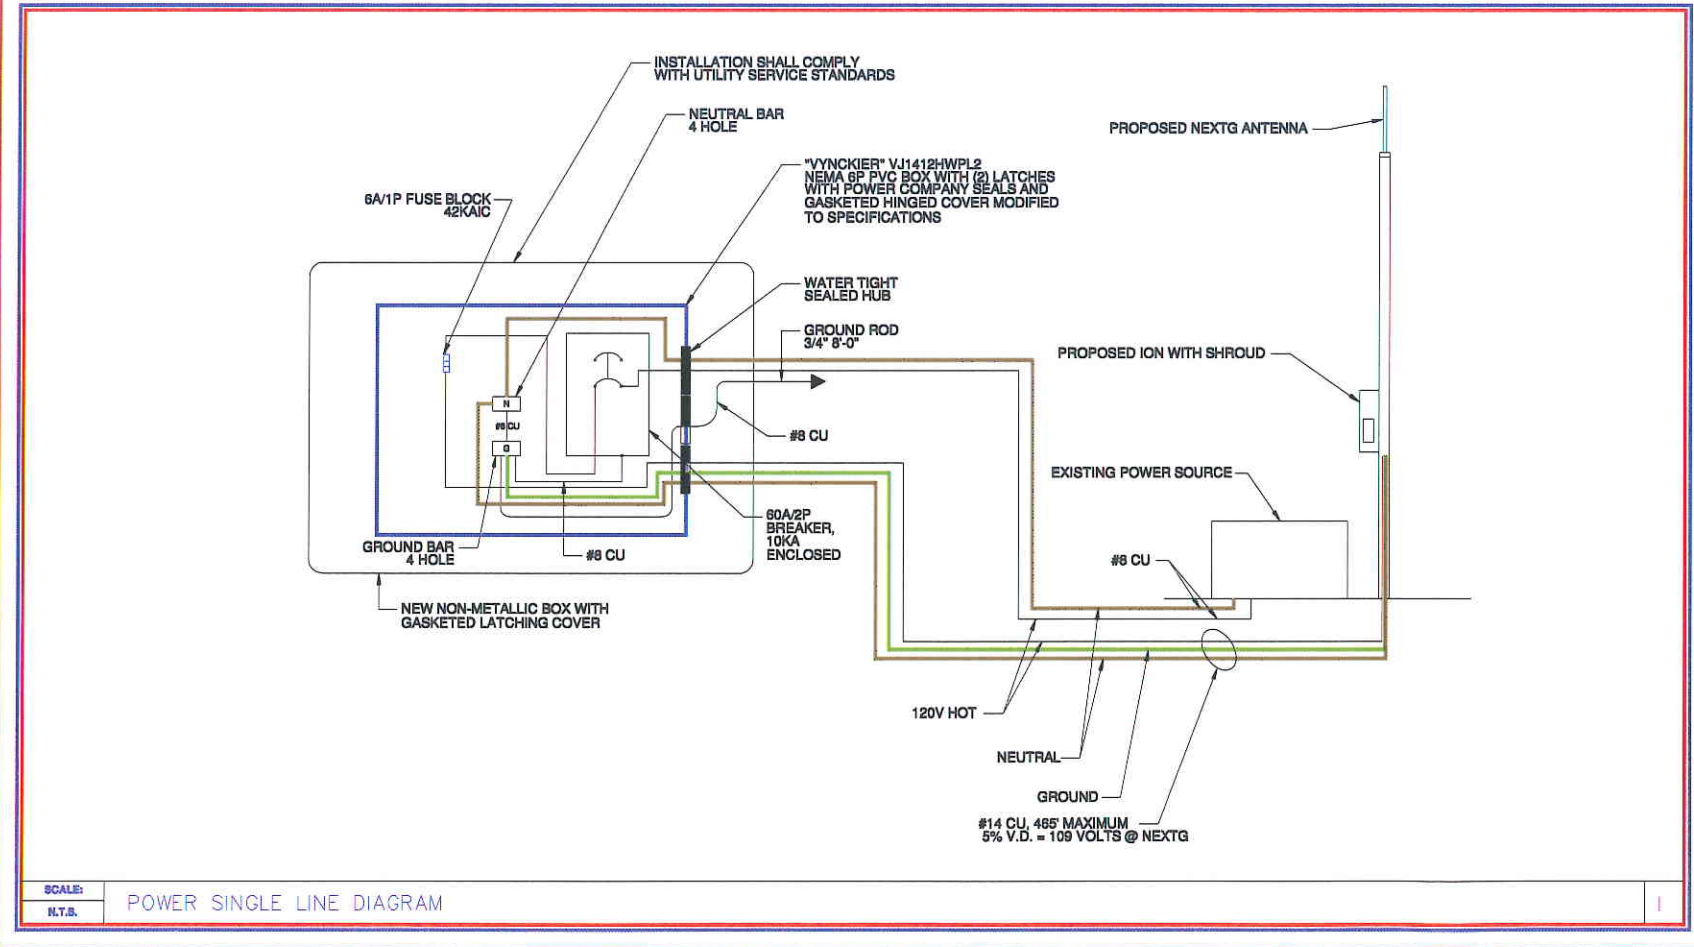 INSTALLATION SHALL COMPLY
WITH UTILITY SERVICE STANDARDS
NEUTRAL BAR
4 HOLE
PROPOSED NEXTG ANTENNA
"VYNCKIER" VJ1412HWPL2
NEMA 6P PVC BOX WITH (2) LATCHES
WITH POWER COMPANY SEALS AND
GASKETED HINGED COVER MODIFIED
TO SPECIFICATIONS
6A/1P FUSE BLOCK
42KAIC
WATER TIGHT
SEALED HUB
GROUND ROD
3/4" 8'-0"
PROPOSED ION WITH SHROUD
N
#8 CU
G
#8 CU
EXISTING POWER SOURCE
60A/2P
BREAKER,
10KA
ENCLOSED
GROUND BAR
4 HOLE
#8 CU
#8 CU
NEW NON-METALLIC BOX WITH
GASKETED LATCHING COVER
120V HOT
NEUTRAL
GROUND
#14 CU, 465' MAXIMUM
5% V.D. = 109 VOLTS @ NEXTG
SCALE:
N.T.S.
POWER SINGLE LINE DIAGRAM
1